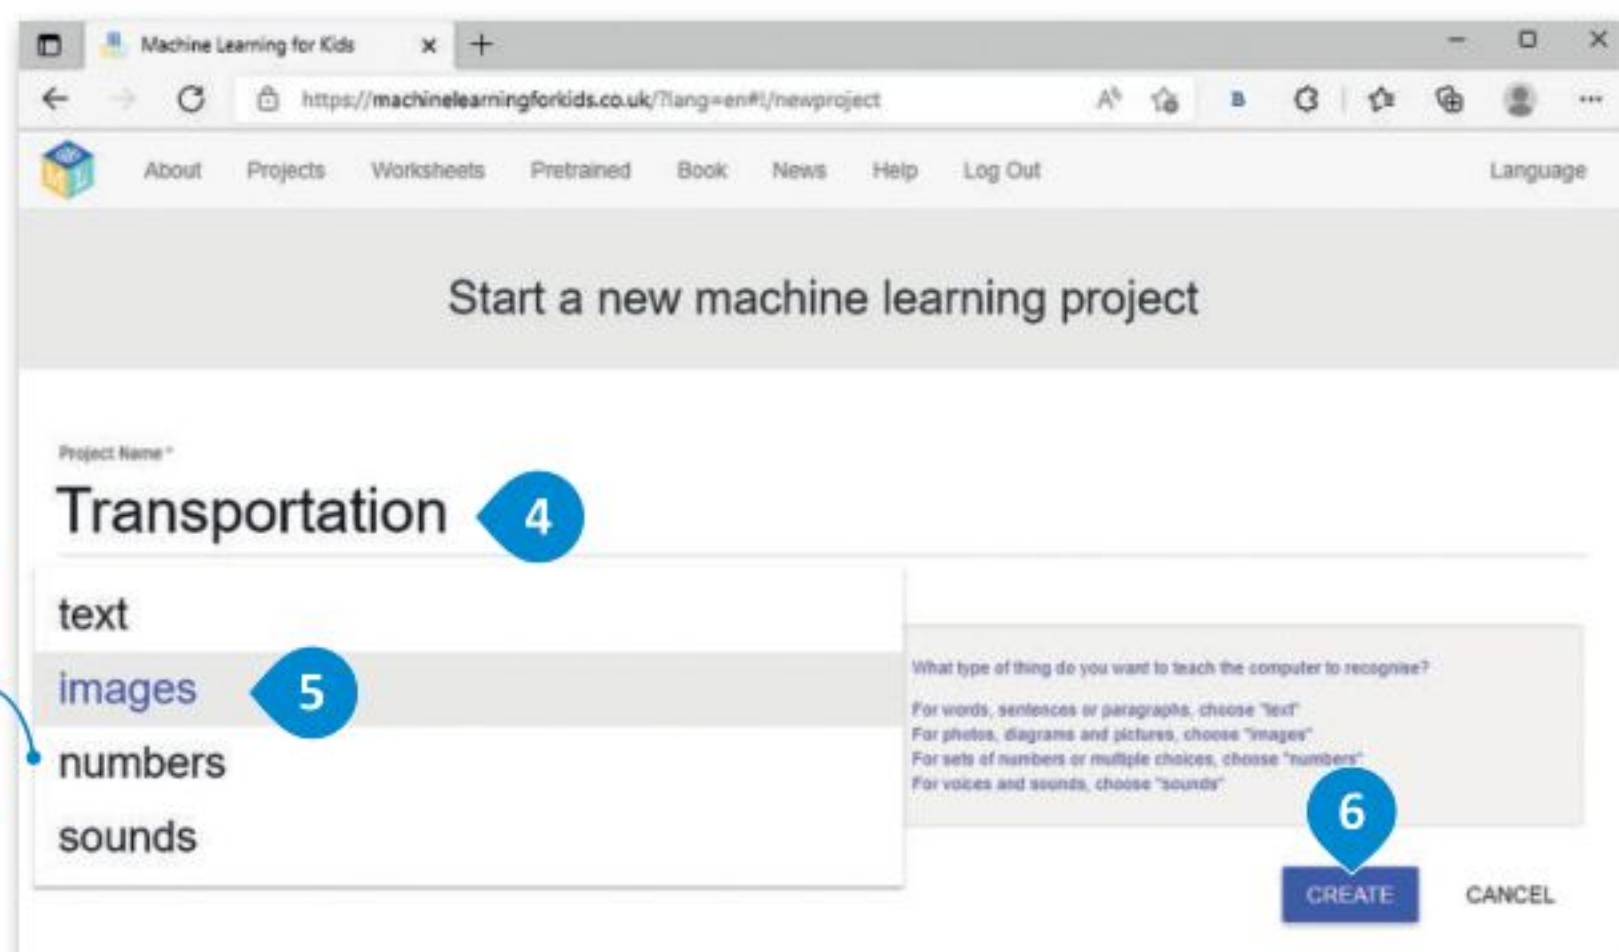 Machine Learning for Kids
https://machinelearningforkids.co.uk/?lang=en#!/newproject
About Projects Worksheets Pretrained Book News Help Log Out Language
Start a new machine learning project
Project Name *
Transportation 4
text
images 5
numbers
sounds
What type of thing do you want to teach the computer to recognise?
For words, sentences or paragraphs, choose "text"
For photos, diagrams and pictures, choose "images"
For sets of numbers or multiple choices, choose "numbers"
For voices and sounds, choose "sounds"
6
CREATE CANCEL